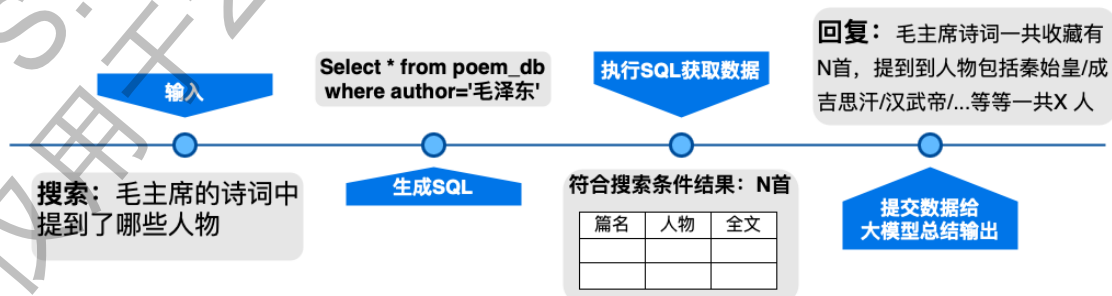 输入
搜索：毛主席的诗词中
提到了哪些人物
Select * from poem_db
where author='毛泽东'
生成SQL
执行SQL获取数据
符合搜索条件结果：N首
篇名 人物 全文
回复：毛主席诗词一共收藏有
N首，提到到人物包括秦始皇/成
吉思汗/汉武帝/...等等一共X 人
提交数据给
大模型总结输出
仅用于